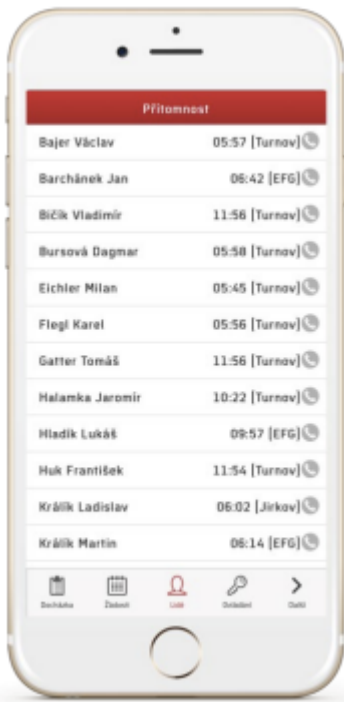 Přítomnost
Bajer Václav 05:57 [Turnov]
Barchánek Jan 06:42 [EFG]
Bičík Vladimír 11:56 [Turnov]
Bursová Dagmar 05:58 [Turnov]
Eichler Milan 05:45 [Turnov]
Flegl Karel 05:56 [Turnov]
Gatter Tomáš 11:56 [Turnov]
Halamka Jaromír 10:22 [Turnov]
Hladík Lukáš 09:57 [EFG]
Huk František 11:54 [Turnov]
Králík Ladislav 06:02 [Jirkov]
Králík Martin 06:14 [EFG]
Docházka Žádosti Lidé Ovládání Další